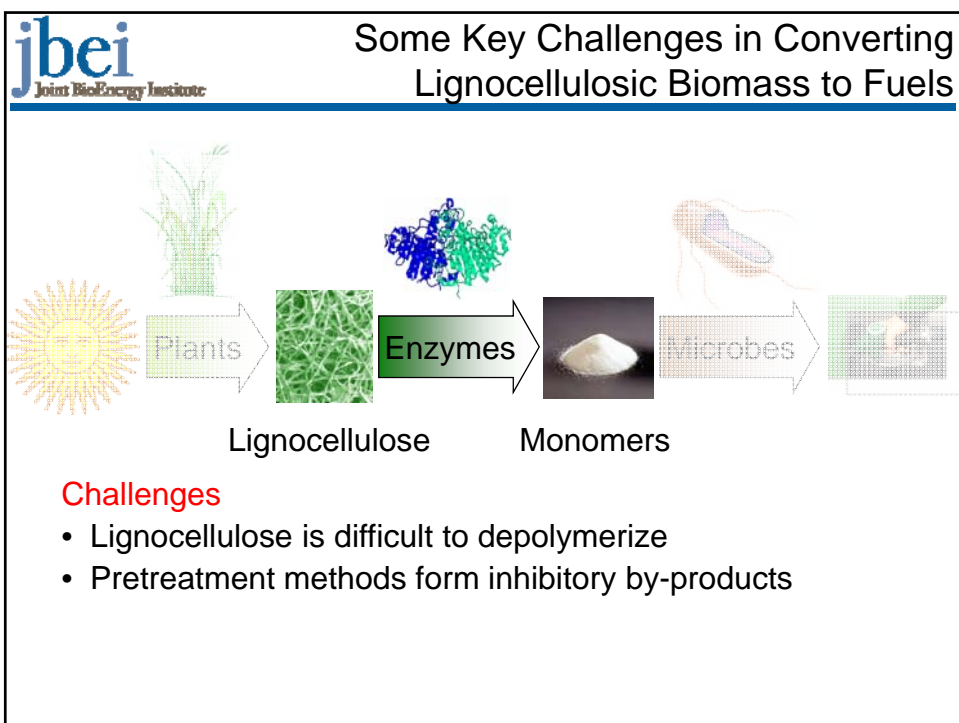 jbei
Joint BioEnergy Institute
Some Key Challenges in Converting
Lignocellulosic Biomass to Fuels
Plants
Enzymes
Microbes
Lignocellulose
Monomers
Challenges
• Lignocellulose is difficult to depolymerize
• Pretreatment methods form inhibitory by-products